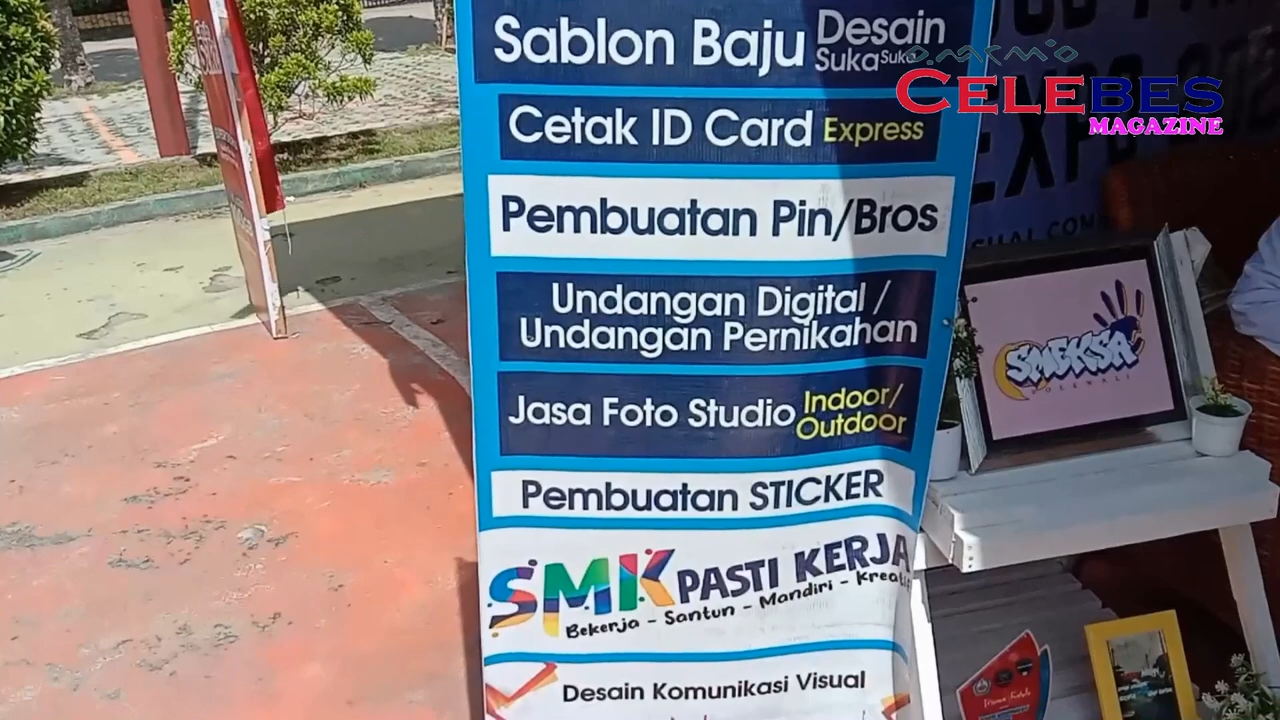 Sablon Baju Desain
Suka Suka
CELEBES
MAGAZINE
Cetak ID Card Express
Pembuatan Pin/Bros
Undangan Digital /
Undangan Pernikahan
Jasa Foto Studio Indoor/
Outdoor
Pembuatan STICKER
SMK PASTI KERJA
Bekerja - Santun - Mandiri - Kreatif
Desain Komunikasi Visual
SMEKSA
POLEWALI